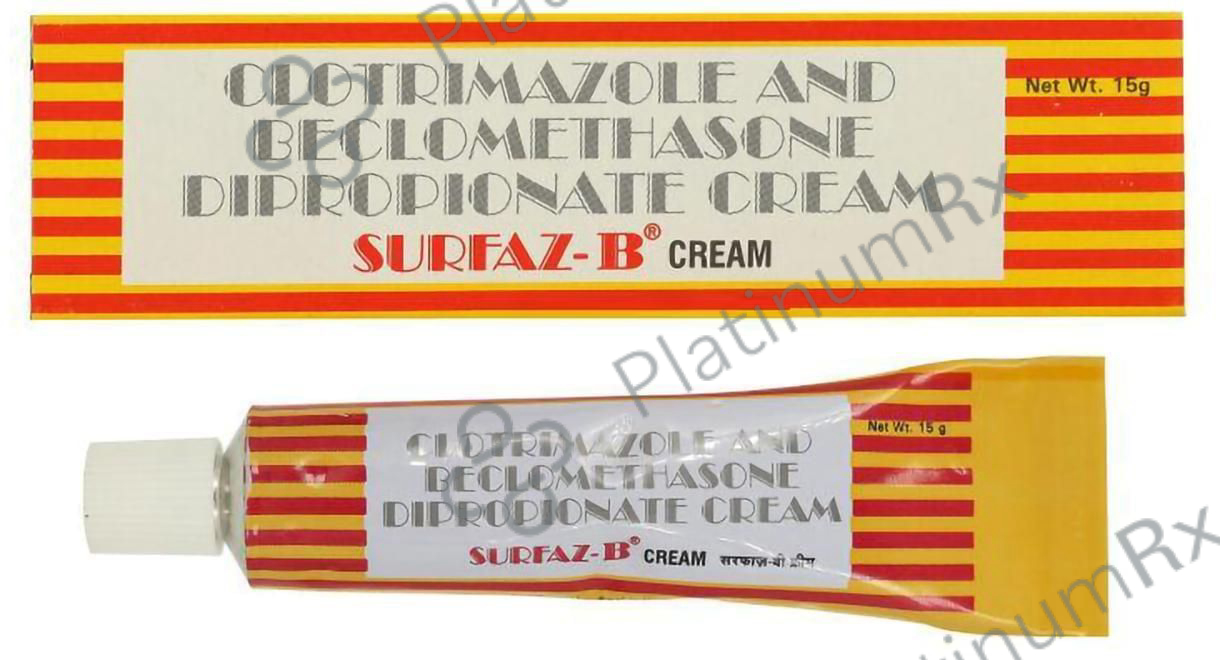 CLOTRIMAZOLE AND
BECLOMETHASONE
DIPROPIONATE CREAM
SURFAZ-B® CREAM
Net Wt. 15g
CLOTRIMAZOLE AND
BECLOMETHASONE
DIPROPIONATE CREAM
SURFAZ-B® CREAM सरफाज़-बी क्रीम
Net Wt. 15 g
PlatinumRx
PlatinumRx